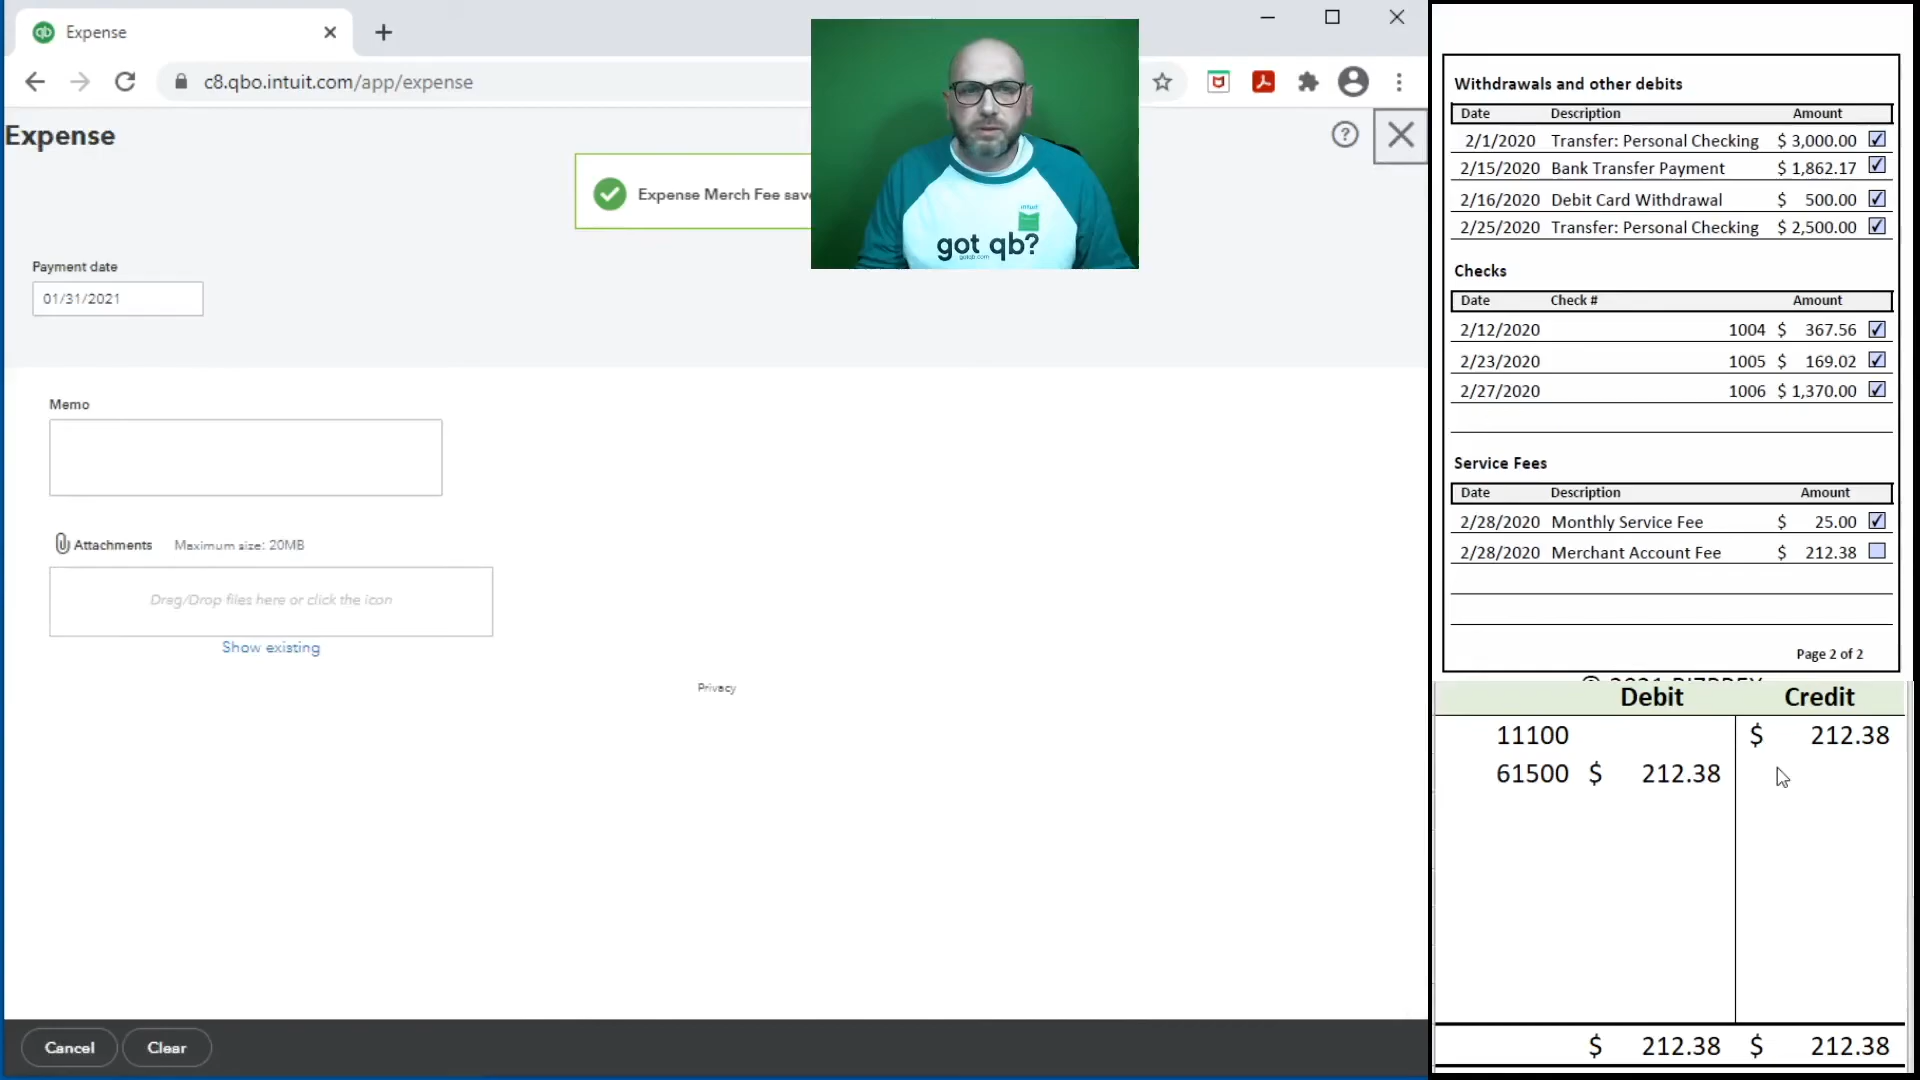 Expense
c8.qbo.intuit.com/app/expense
Expense
Expense Merch Fee save
got qb?
Payment date
01/31/2021
Memo
Attachments Maximum size: 20MB
Drag/Drop files here or click the icon
Show existing
Privacy
Cancel Clear
Withdrawals and other debits
Date Description Amount
2/1/2020 Transfer: Personal Checking $ 3,000.00
2/15/2020 Bank Transfer Payment $ 1,862.17
2/16/2020 Debit Card Withdrawal $ 500.00
2/25/2020 Transfer: Personal Checking $ 2,500.00
Checks
Date Check # Amount
2/12/2020 1004 $ 367.56
2/23/2020 1005 $ 169.02
2/27/2020 1006 $ 1,370.00
Service Fees
Date Description Amount
2/28/2020 Monthly Service Fee $ 25.00
2/28/2020 Merchant Account Fee $ 212.38
Page 2 of 2
Debit Credit
11100 $ 212.38
61500 $ 212.38
$ 212.38 $ 212.38